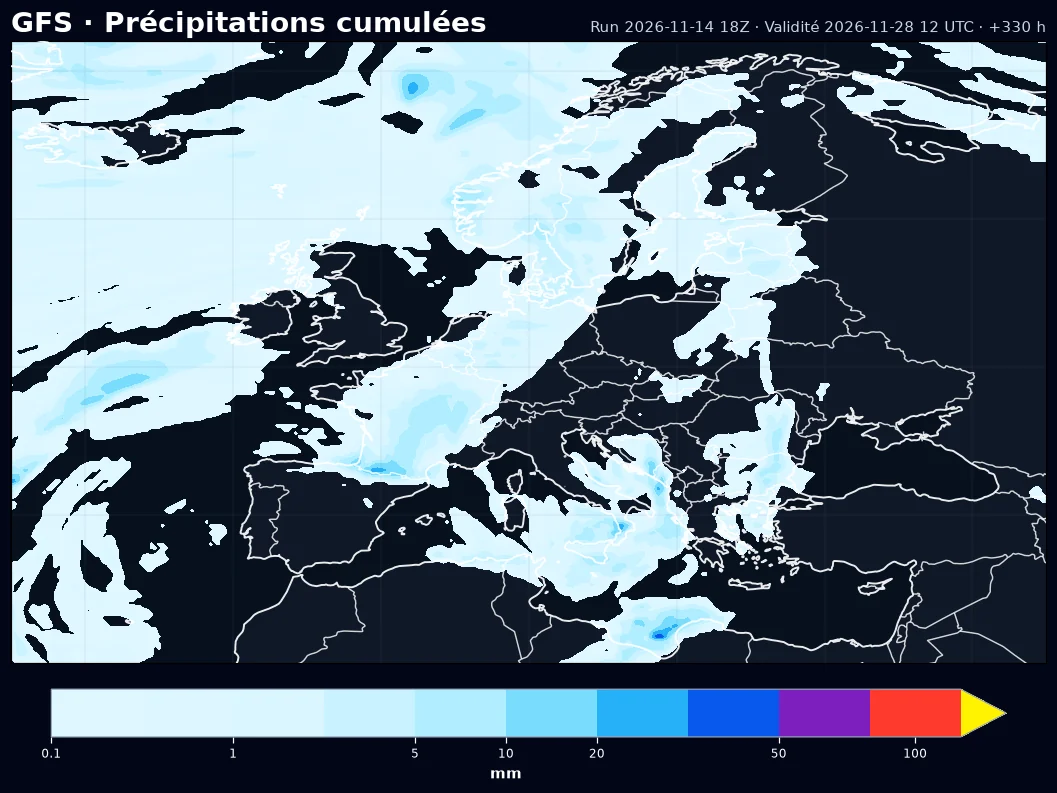 GFS · Précipitations cumulées
Run 2026-11-14 18Z · Validité 2026-11-28 12 UTC · +330 h
0.1 1 5 10 20 50 100
mm